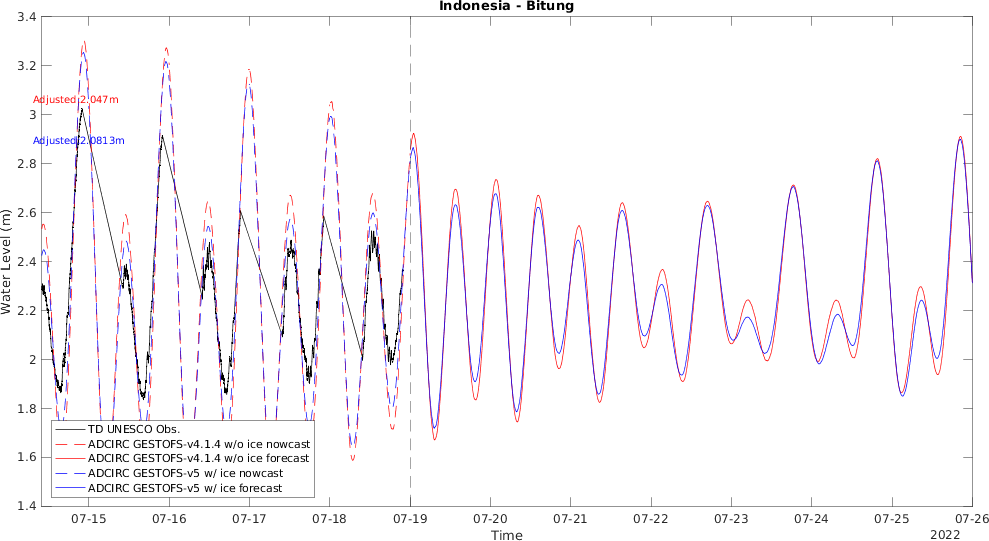 Indonesia - Bitung
3.4
3.2
3
2.8
2.6
2.4
2.2
2
1.8
1.6
1.4
Water Level (m)
Adjusted 2.047m
Adjusted 2.0813m
TD UNESCO Obs.
ADCIRC GESTOFS-v4.1.4 w/o ice nowcast
ADCIRC GESTOFS-v4.1.4 w/o ice forecast
ADCIRC GESTOFS-v5 w/ ice nowcast
ADCIRC GESTOFS-v5 w/ ice forecast
07-15 07-16 07-17 07-18 07-19 07-20 07-21 07-22 07-23 07-24 07-25 07-26
Time
2022